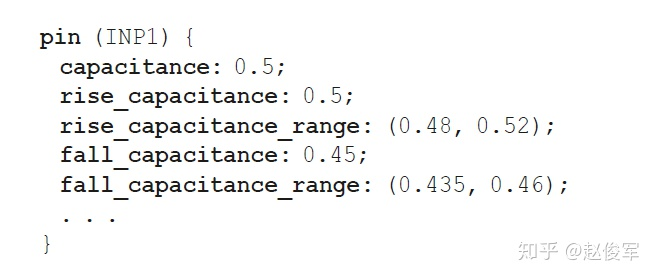 pin (INP1) {
capacitance: 0.5;
rise_capacitance: 0.5;
rise_capacitance_range: (0.48, 0.52);
fall_capacitance: 0.45;
fall_capacitance_range: (0.435, 0.46);
. . .
}
知乎 @赵俊军